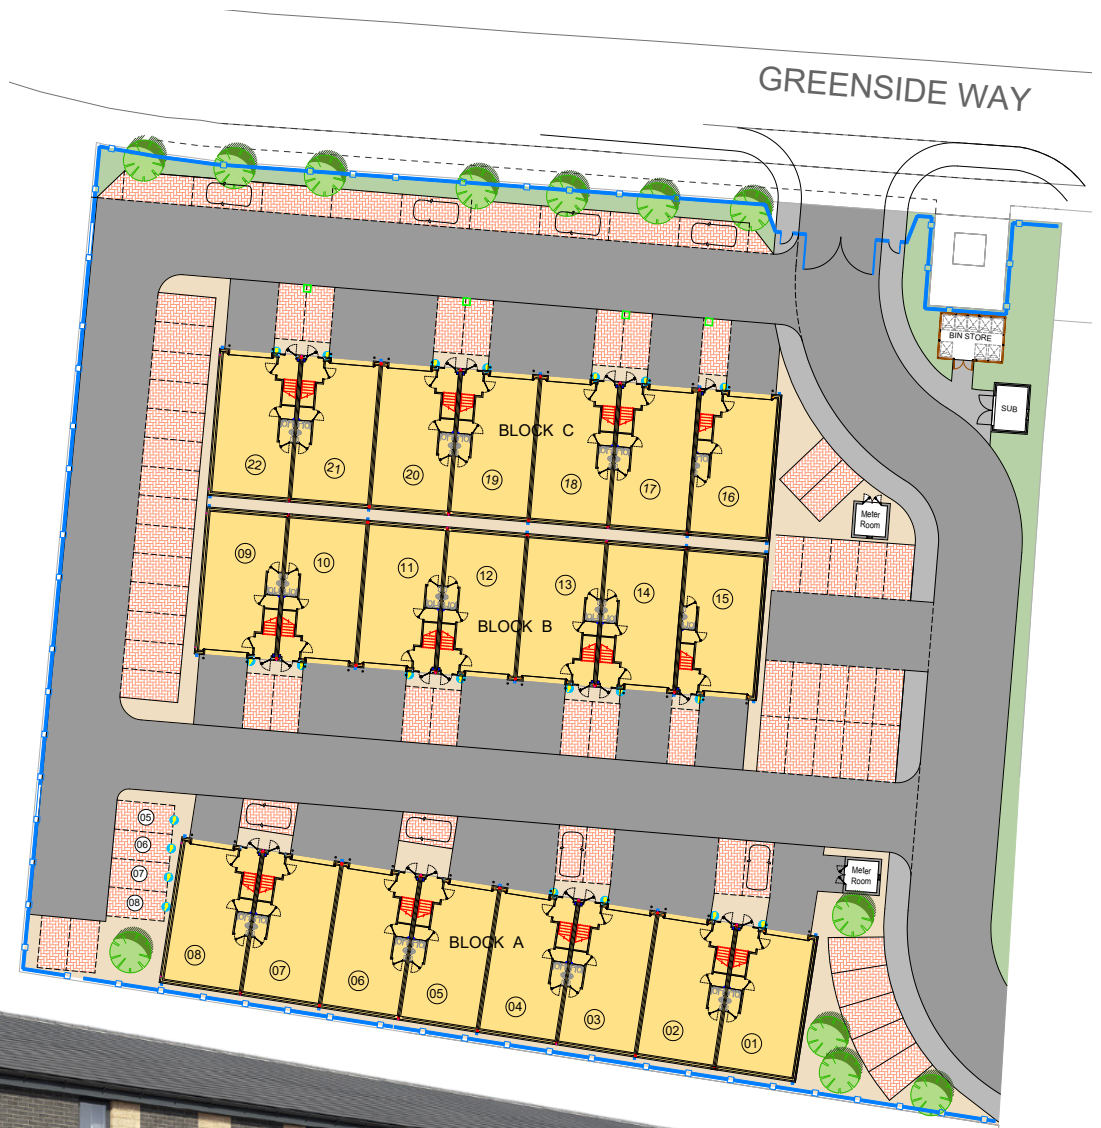 GREENSIDE WAY
BIN STORE
SUB
BLOCK C
22
21
20
19
18
17
16
Meter
Room
09
10
11
12
13
14
15
BLOCK B
05
06
07
08
Meter
Room
BLOCK A
08
07
06
05
04
03
02
01